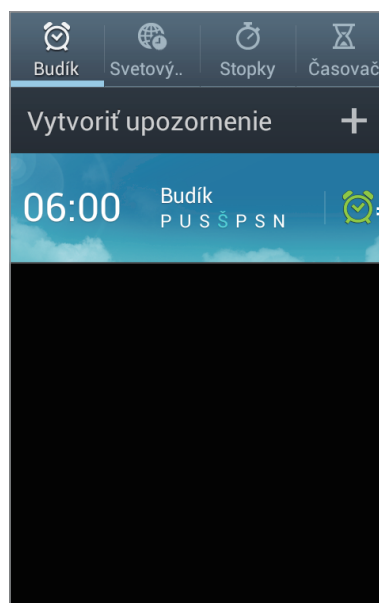 Budík Svetový.. Stopky Časovač
Vytvoriť upozornenie
06:00
Budík
P U S Š P S N